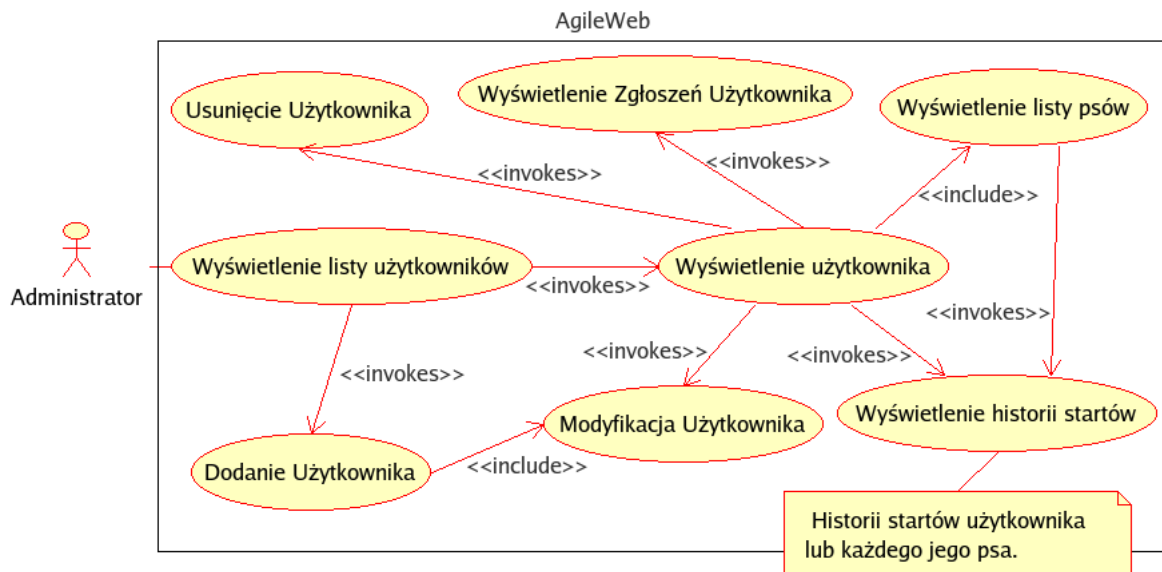 AgileWeb
Usunięcie Użytkownika
Wyświetlenie Zgłoszeń Użytkownika
Wyświetlenie listy psów
<<invokes>>
<<invokes>>
<<include>>
Administrator
Wyświetlenie listy użytkowników
<<invokes>>
Wyświetlenie użytkownika
<<invokes>>
<<invokes>>
<<invokes>>
<<invokes>>
<<invokes>>
Dodanie Użytkownika
<<include>>
Modyfikacja Użytkownika
Wyświetlenie historii startów
Historii startów użytkownika
lub każdego jego psa.